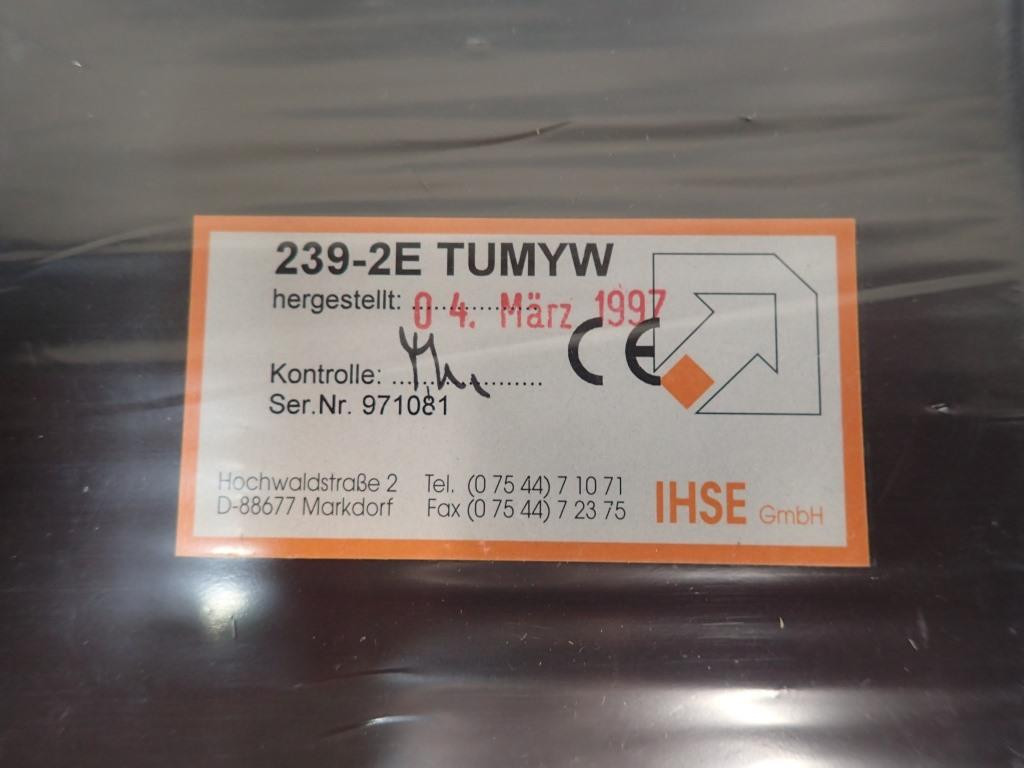 239-2E TUMYW
hergestellt: .................. 04. März 1997
CE
Kontrolle: ....................
Ser.Nr. 971081
Hochwaldstraße 2 Tel. (0 75 44) 7 10 71
D-88677 Markdorf Fax (0 75 44) 7 23 75
IHSE GmbH